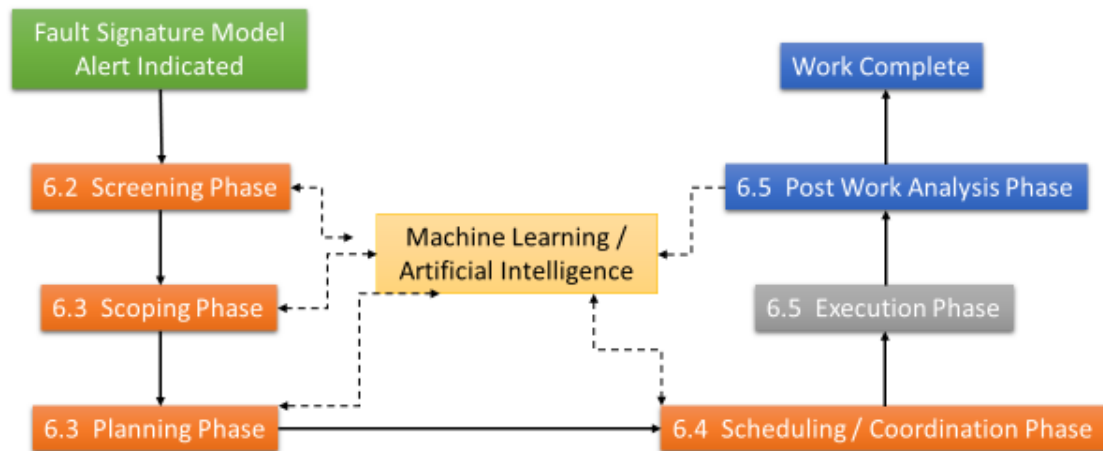 Fault Signature Model
Alert Indicated
Work Complete
6.2 Screening Phase
6.5 Post Work Analysis Phase
Machine Learning /
Artificial Intelligence
6.3 Scoping Phase
6.5 Execution Phase
6.3 Planning Phase
6.4 Scheduling / Coordination Phase